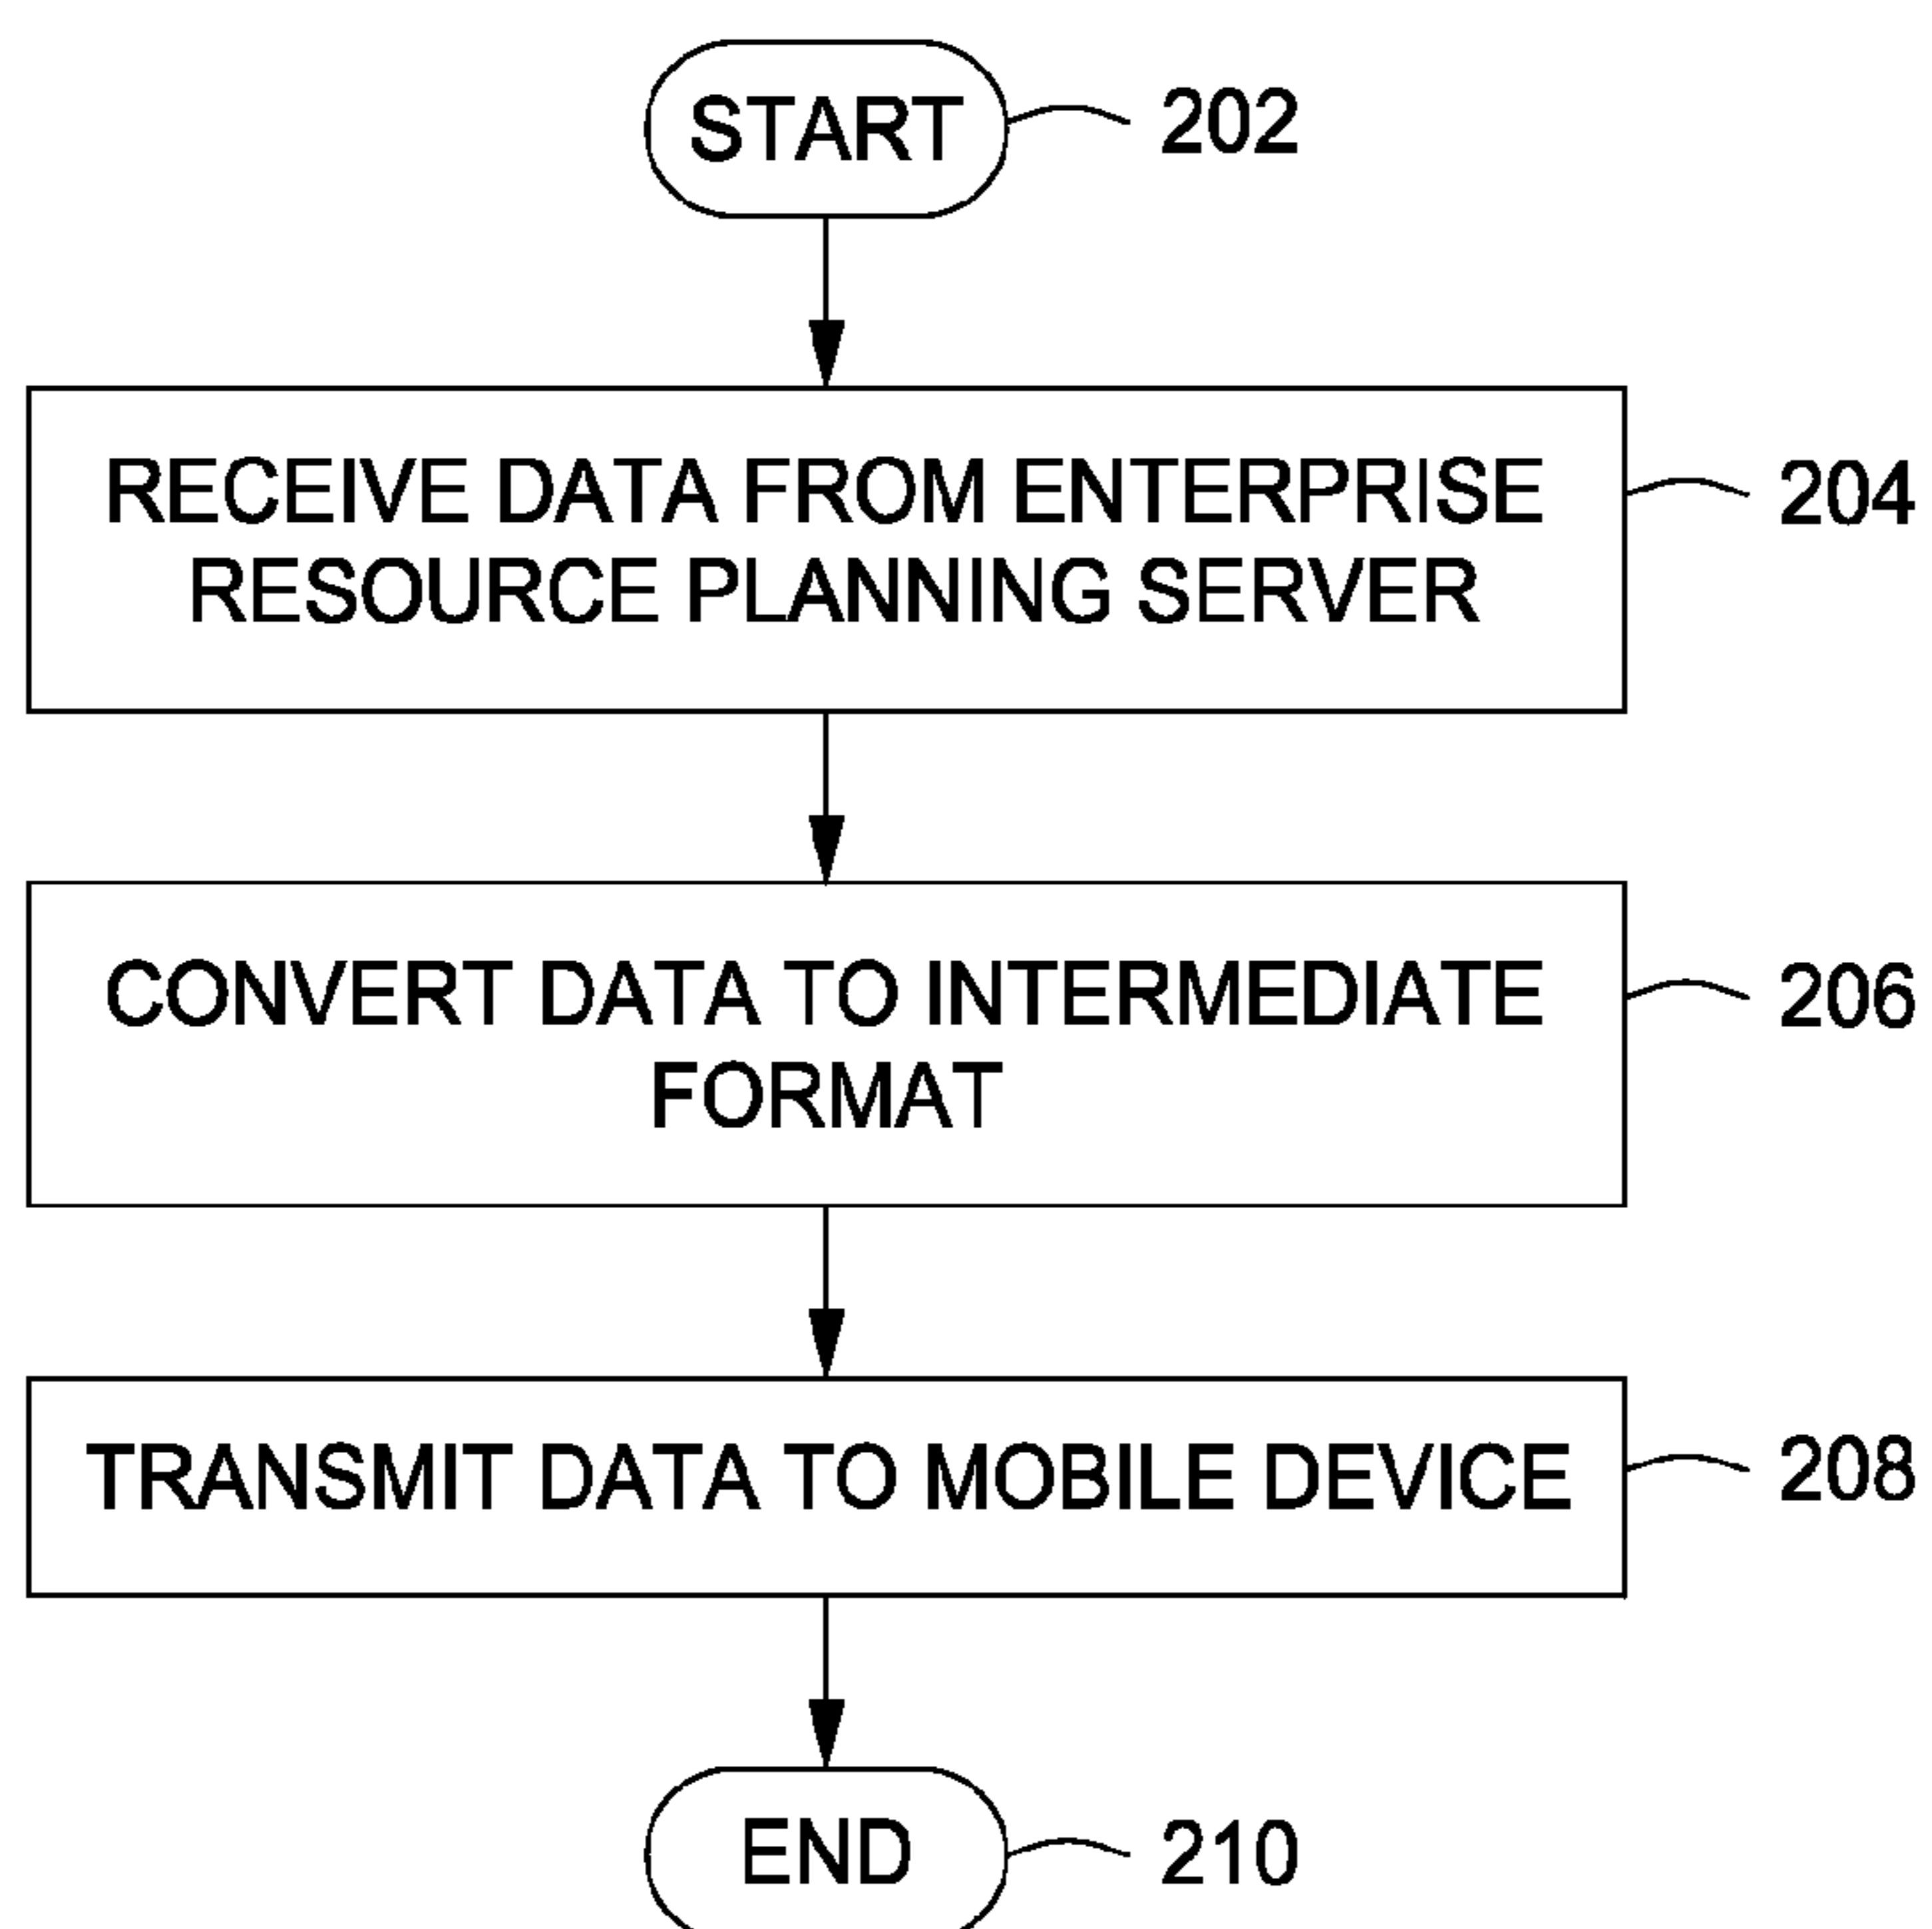 START
202
RECEIVE DATA FROM ENTERPRISE
RESOURCE PLANNING SERVER
204
CONVERT DATA TO INTERMEDIATE
FORMAT
206
TRANSMIT DATA TO MOBILE DEVICE
208
END
210